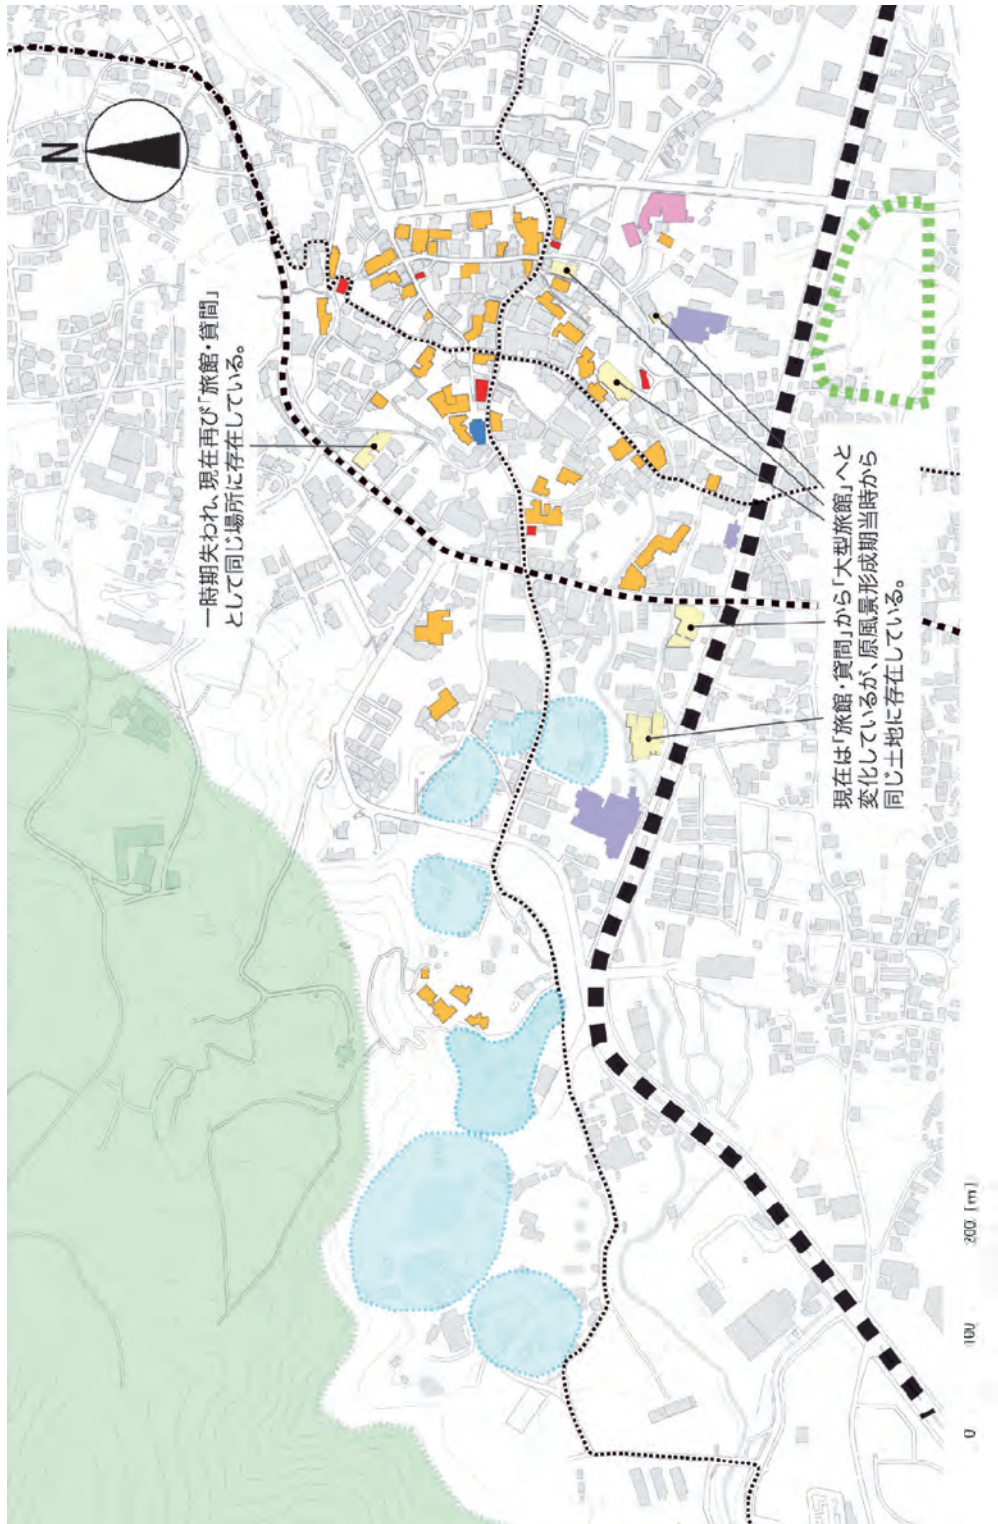 N
一時期失われ、現在再び「旅館・貸間」
として同じ場所に存在している。
現在は「旅館・貸間」から「大型旅館」へと
変化しているが、原風景形成期当時から
同じ土地に存在している。
0 100 200 [m]